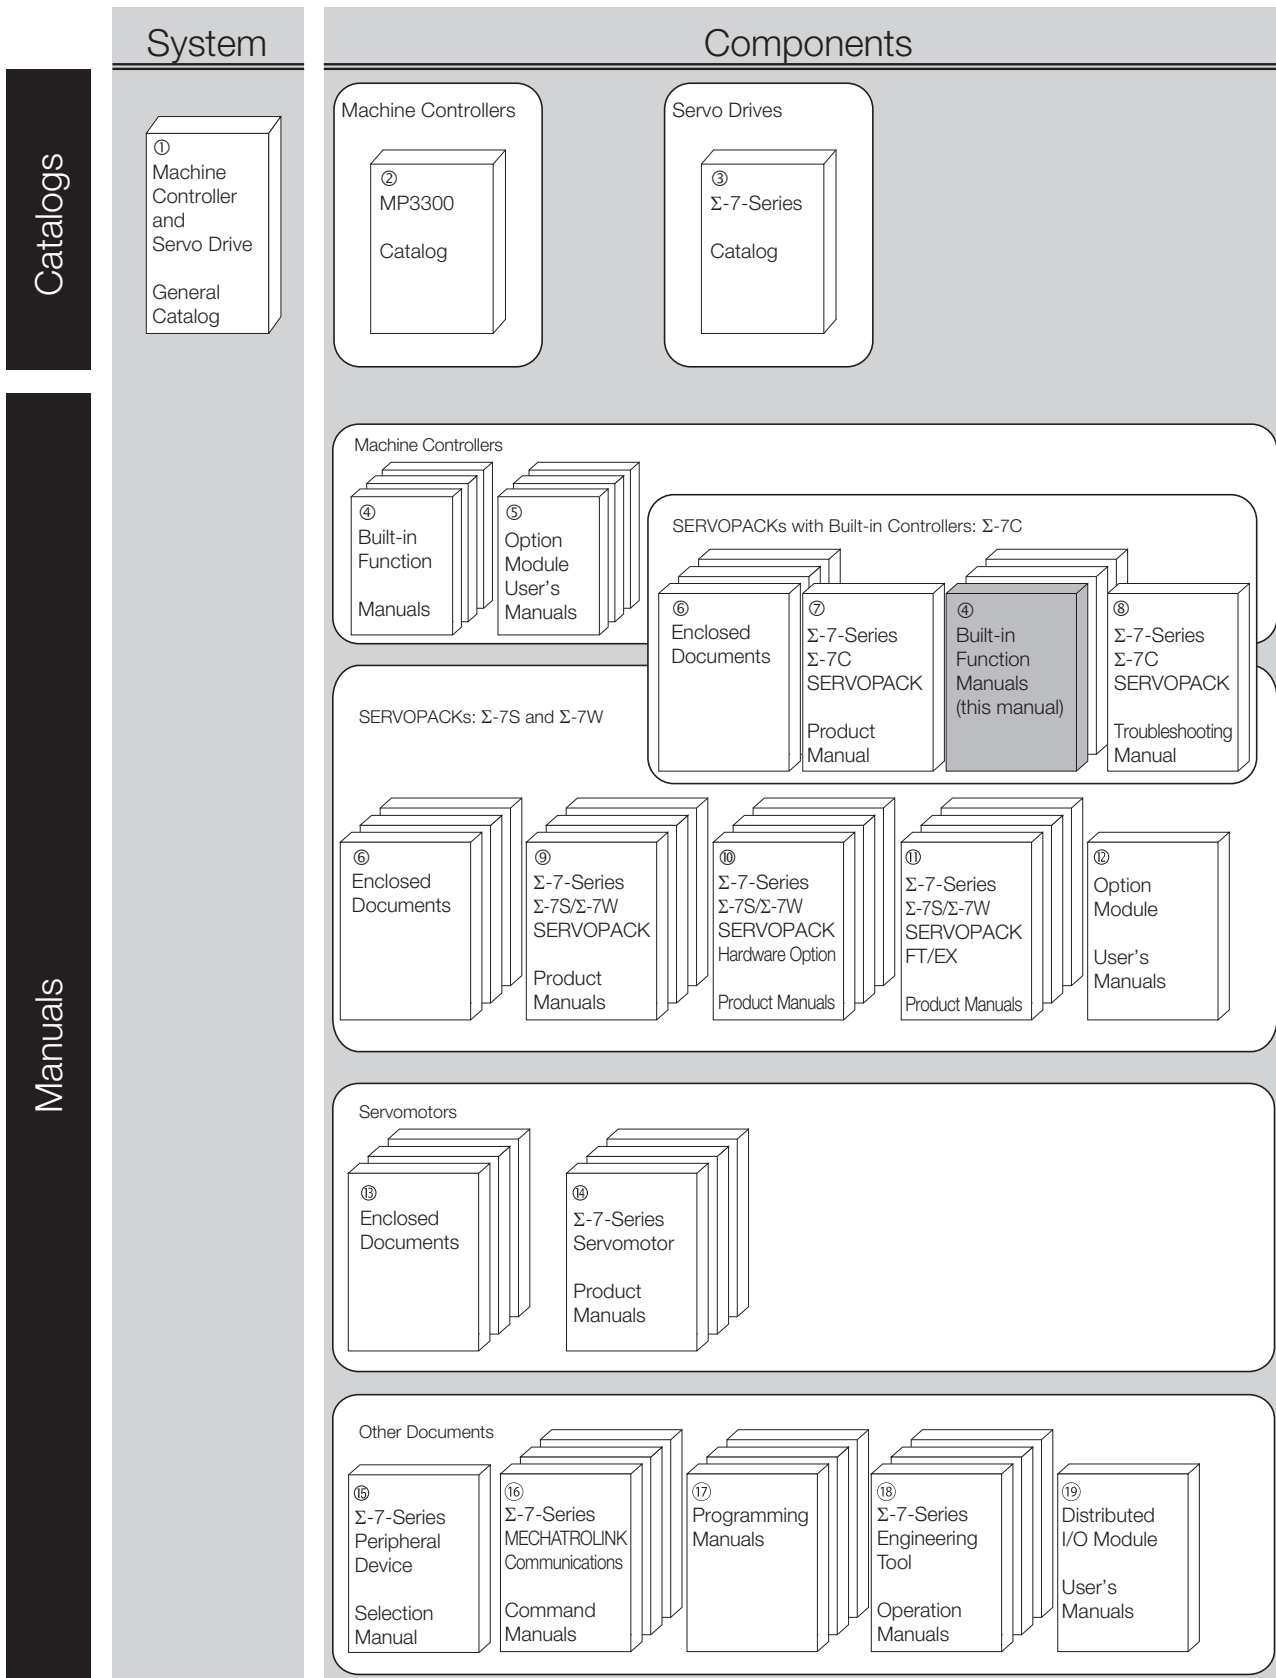 System
Components
Catalogs
①
Machine
Controller
and
Servo Drive
General
Catalog
Machine Controllers
②
MP3300
Catalog
Servo Drives
③
Σ-7-Series
Catalog
Manuals
Machine Controllers
④
Built-in
Function
Manuals
⑤
Option
Module
User's
Manuals
SERVOPACKs with Built-in Controllers: Σ-7C
⑥
Enclosed
Documents
⑦
Σ-7-Series
Σ-7C
SERVOPACK
Product
Manual
④
Built-in
Function
Manuals
(this manual)
⑧
Σ-7-Series
Σ-7C
SERVOPACK
Troubleshooting
Manual
SERVOPACKs: Σ-7S and Σ-7W
⑥
Enclosed
Documents
⑨
Σ-7-Series
Σ-7S/Σ-7W
SERVOPACK
Product
Manuals
⑩
Σ-7-Series
Σ-7S/Σ-7W
SERVOPACK
Hardware Option
Product Manuals
⑪
Σ-7-Series
Σ-7S/Σ-7W
SERVOPACK
FT/EX
Product Manuals
⑫
Option
Module
User's
Manuals
Servomotors
⑬
Enclosed
Documents
⑭
Σ-7-Series
Servomotor
Product
Manuals
Other Documents
⑮
Σ-7-Series
Peripheral
Device
Selection
Manual
⑯
Σ-7-Series
MECHATROLINK
Communications
Command
Manuals
⑰
Programming
Manuals
⑱
Σ-7-Series
Engineering
Tool
Operation
Manuals
⑲
Distributed
I/O Module
User's
Manuals